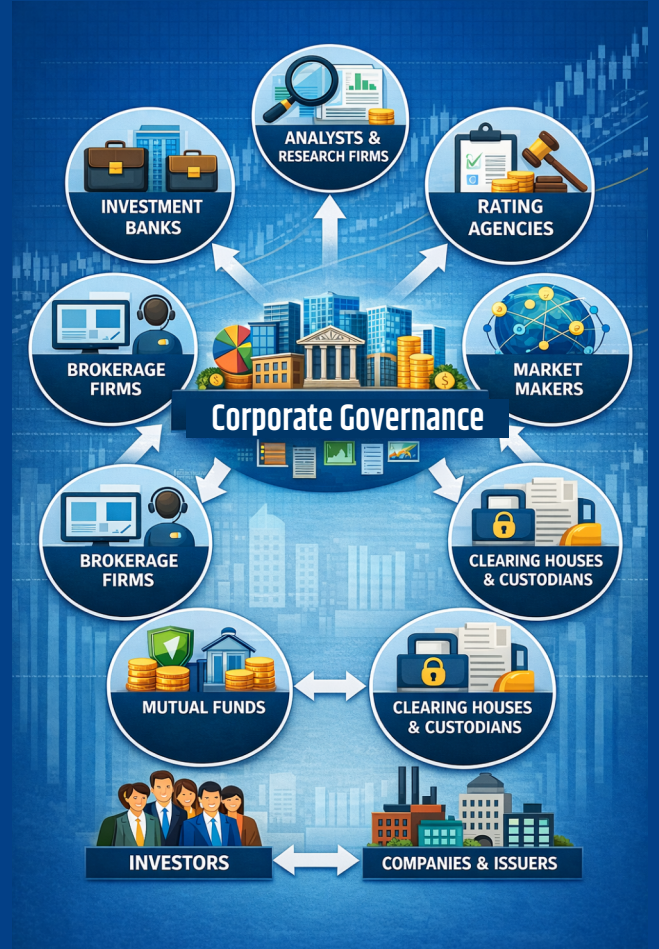 ANALYSTS &
RESEARCH FIRMS
INVESTMENT
BANKS
RATING
AGENCIES
BROKERAGE
FIRMS
MARKET
MAKERS
Corporate Governance
BROKERAGE
FIRMS
CLEARING HOUSES
& CUSTODIANS
MUTUAL FUNDS
CLEARING HOUSES
& CUSTODIANS
INVESTORS
COMPANIES & ISSUERS